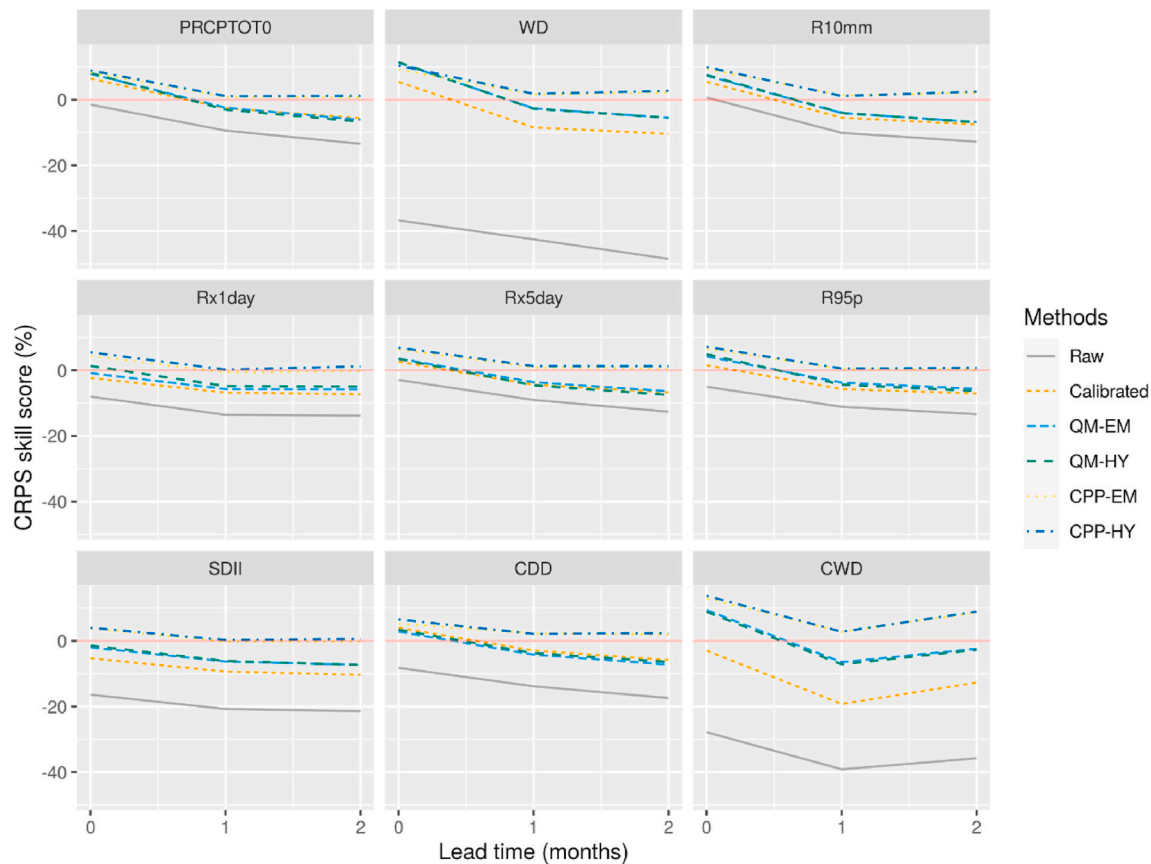 PRCPTOT0 WD R10mm
0
-20
-40
Rx1day Rx5day R95p
0
-20
-40
SDII CDD CWD
0
-20
-40
0 1 2 0 1 2 0 1 2
Lead time (months)
CRPS skill score (%)
Methods
Raw
Calibrated
QM-EM
QM-HY
CPP-EM
CPP-HY